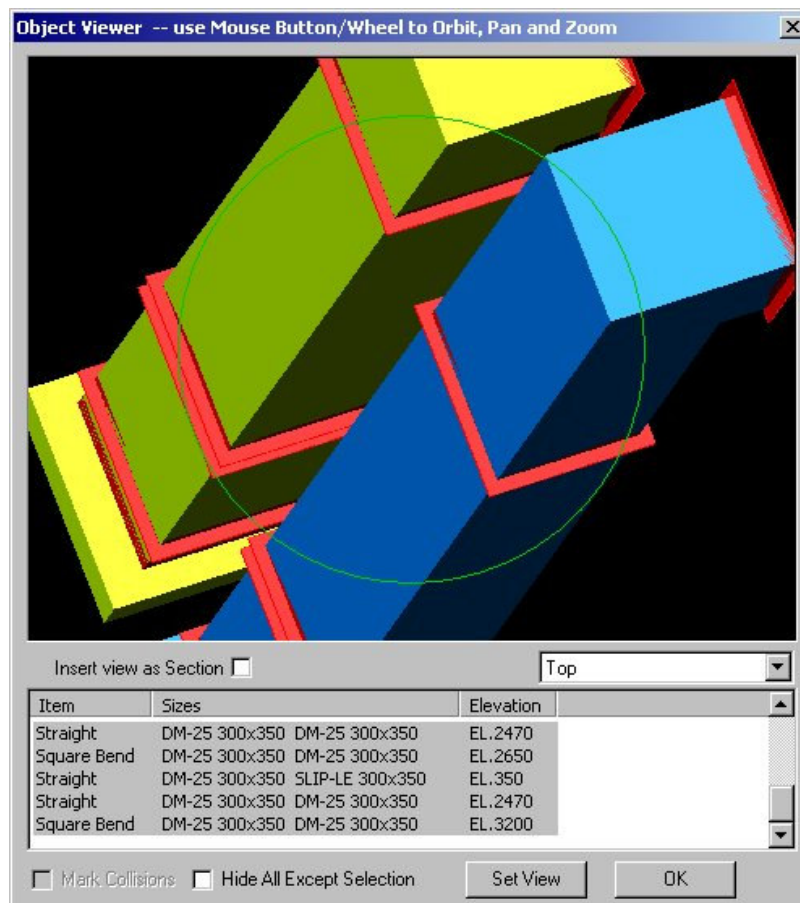 Object Viewer -- use Mouse Button/Wheel to Orbit, Pan and Zoom
Insert view as Section
Top
Item Sizes Elevation
Straight DM-25 300x350 DM-25 300x350 EL.2470
Square Bend DM-25 300x350 DM-25 300x350 EL.2650
Straight DM-25 300x350 SLIP-LE 300x350 EL.350
Straight DM-25 300x350 DM-25 300x350 EL.2470
Square Bend DM-25 300x350 DM-25 300x350 EL.3200
Mark Collisions Hide All Except Selection Set View OK